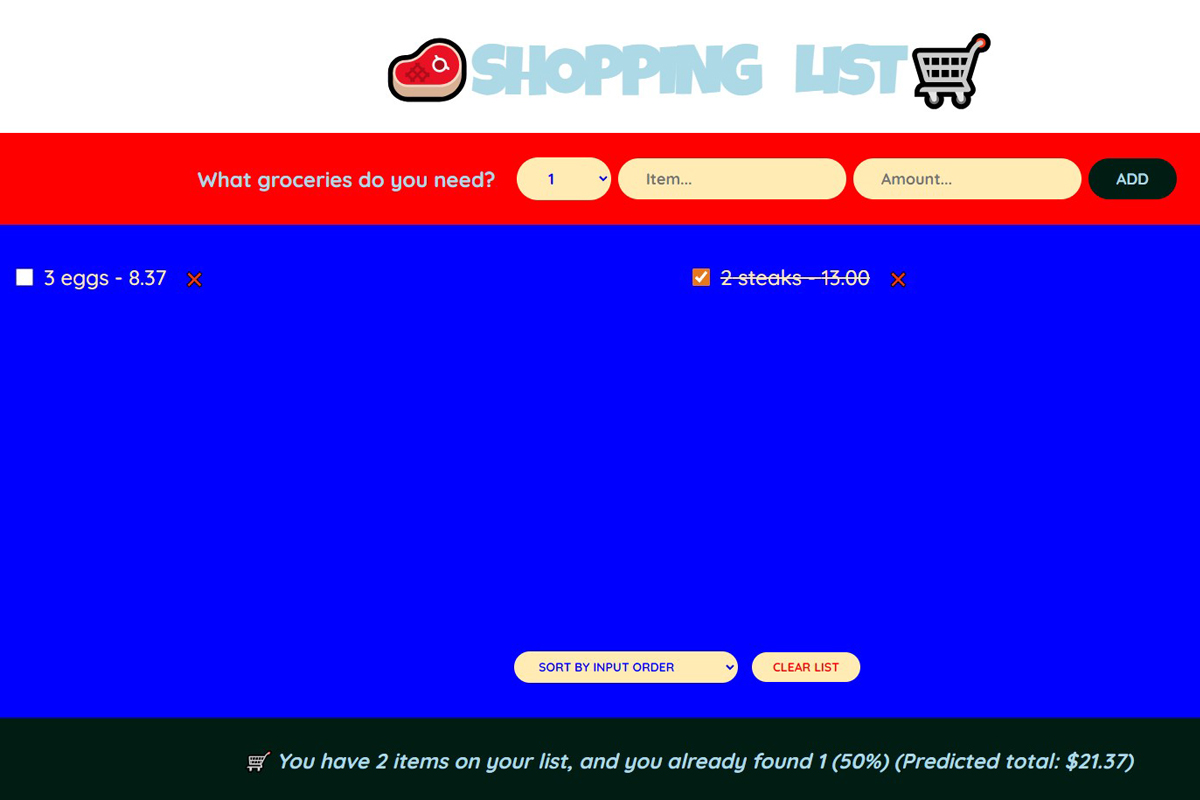 SHOPPING LIST
What groceries do you need? 1 Item... Amount... ADD
3 eggs - 8.37 2 steaks - 13.00
SORT BY INPUT ORDER CLEAR LIST
You have 2 items on your list, and you already found 1 (50%) (Predicted total: $21.37)